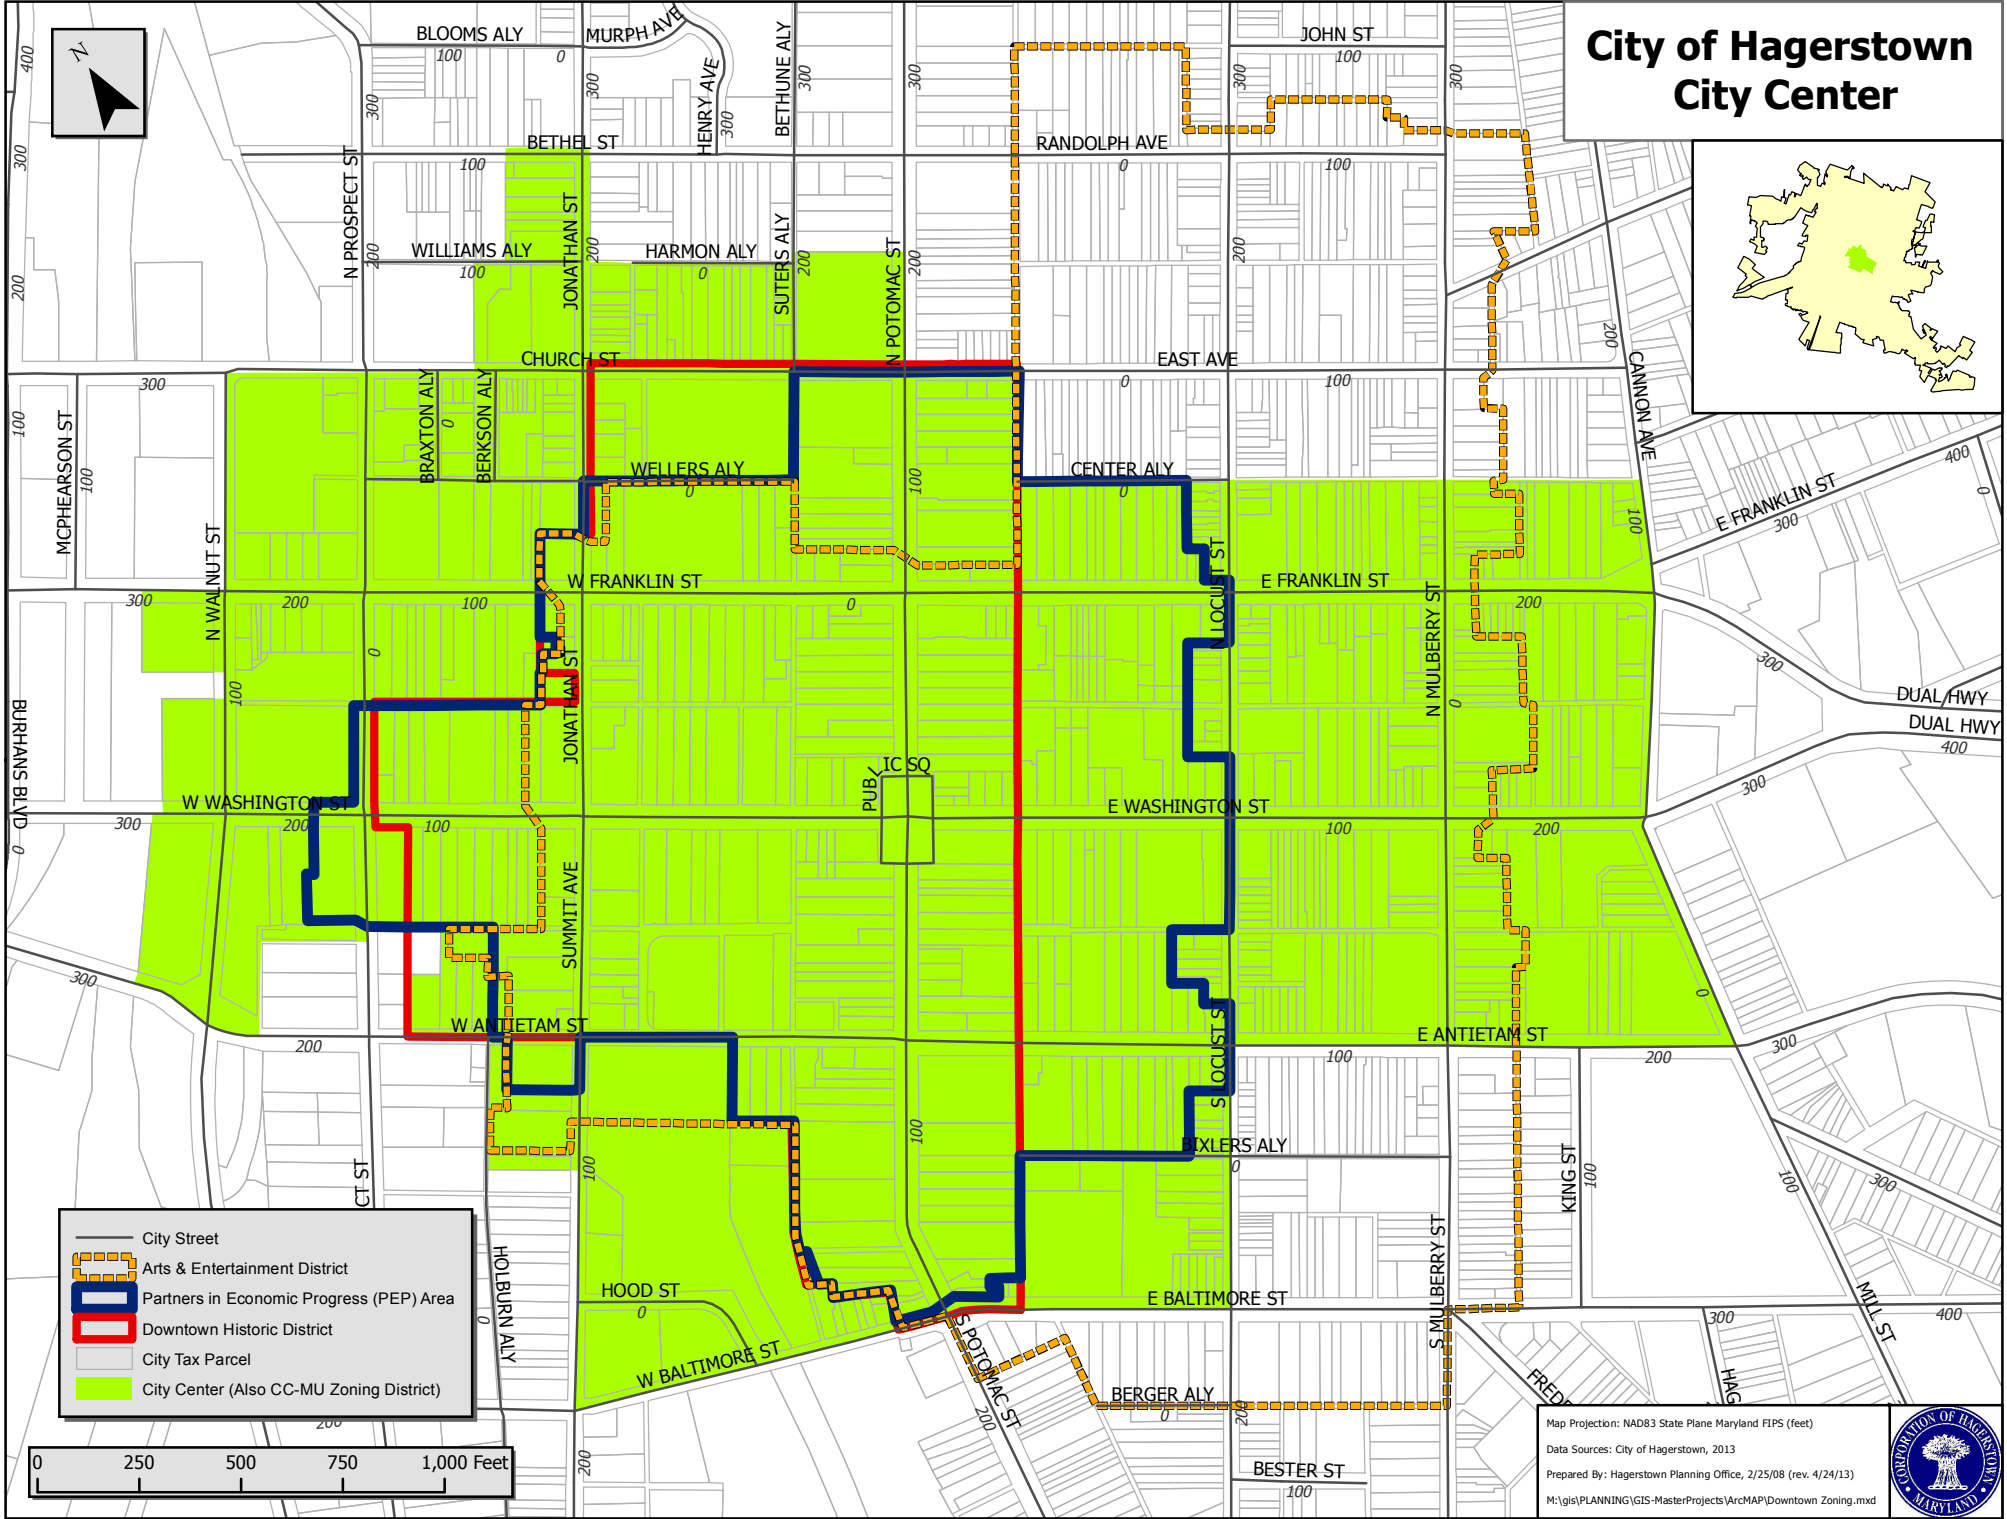 City of Hagerstown
City Center
N
BLOOMS ALY
MURPH AVE
JOHN ST
HENRY AVE
BETHUNE ALY
BETHEL ST
RANDOLPH AVE
N PROSPECT ST
JONATHAN ST
WILLIAMS ALY
HARMON ALY
SUTERS ALY
N POTOMAC ST
CHURCH ST
EAST AVE
CANNON AVE
MCPHEARSON ST
BRAXTON ALY
BERKSON ALY
WELLERS ALY
CENTER ALY
E FRANKLIN ST
N WALNUT ST
W FRANKLIN ST
N LOCUST ST
E FRANKLIN ST
N MULBERRY ST
JONATHAN ST
BURHANS BLVD
DUAL HWY
DUAL HWY
PUBLIC SQ
W WASHINGTON ST
E WASHINGTON ST
SUMMIT AVE
W ANTIETAM ST
S LOCUST ST
E ANTIETAM ST
BIXLERS ALY
KING ST
CT ST
HOLBURN ALY
HOOD ST
E BALTIMORE ST
S MULBERRY ST
MILL ST
W BALTIMORE ST
S POTOMAC ST
BERGER ALY
FREDE
HAG
BESTER ST
400
300
200
100
0
City Street
Arts & Entertainment District
Partners in Economic Progress (PEP) Area
Downtown Historic District
City Tax Parcel
City Center (Also CC-MU Zoning District)
0 250 500 750 1,000 Feet
Map Projection: NAD83 State Plane Maryland FIPS (feet)
Data Sources: City of Hagerstown, 2013
Prepared By: Hagerstown Planning Office, 2/25/08 (rev. 4/24/13)
M:\gis\PLANNING\GIS-MasterProjects\ArcMAP\Downtown Zoning.mxd
CORPORATION OF HAGERSTOWN
MARYLAND